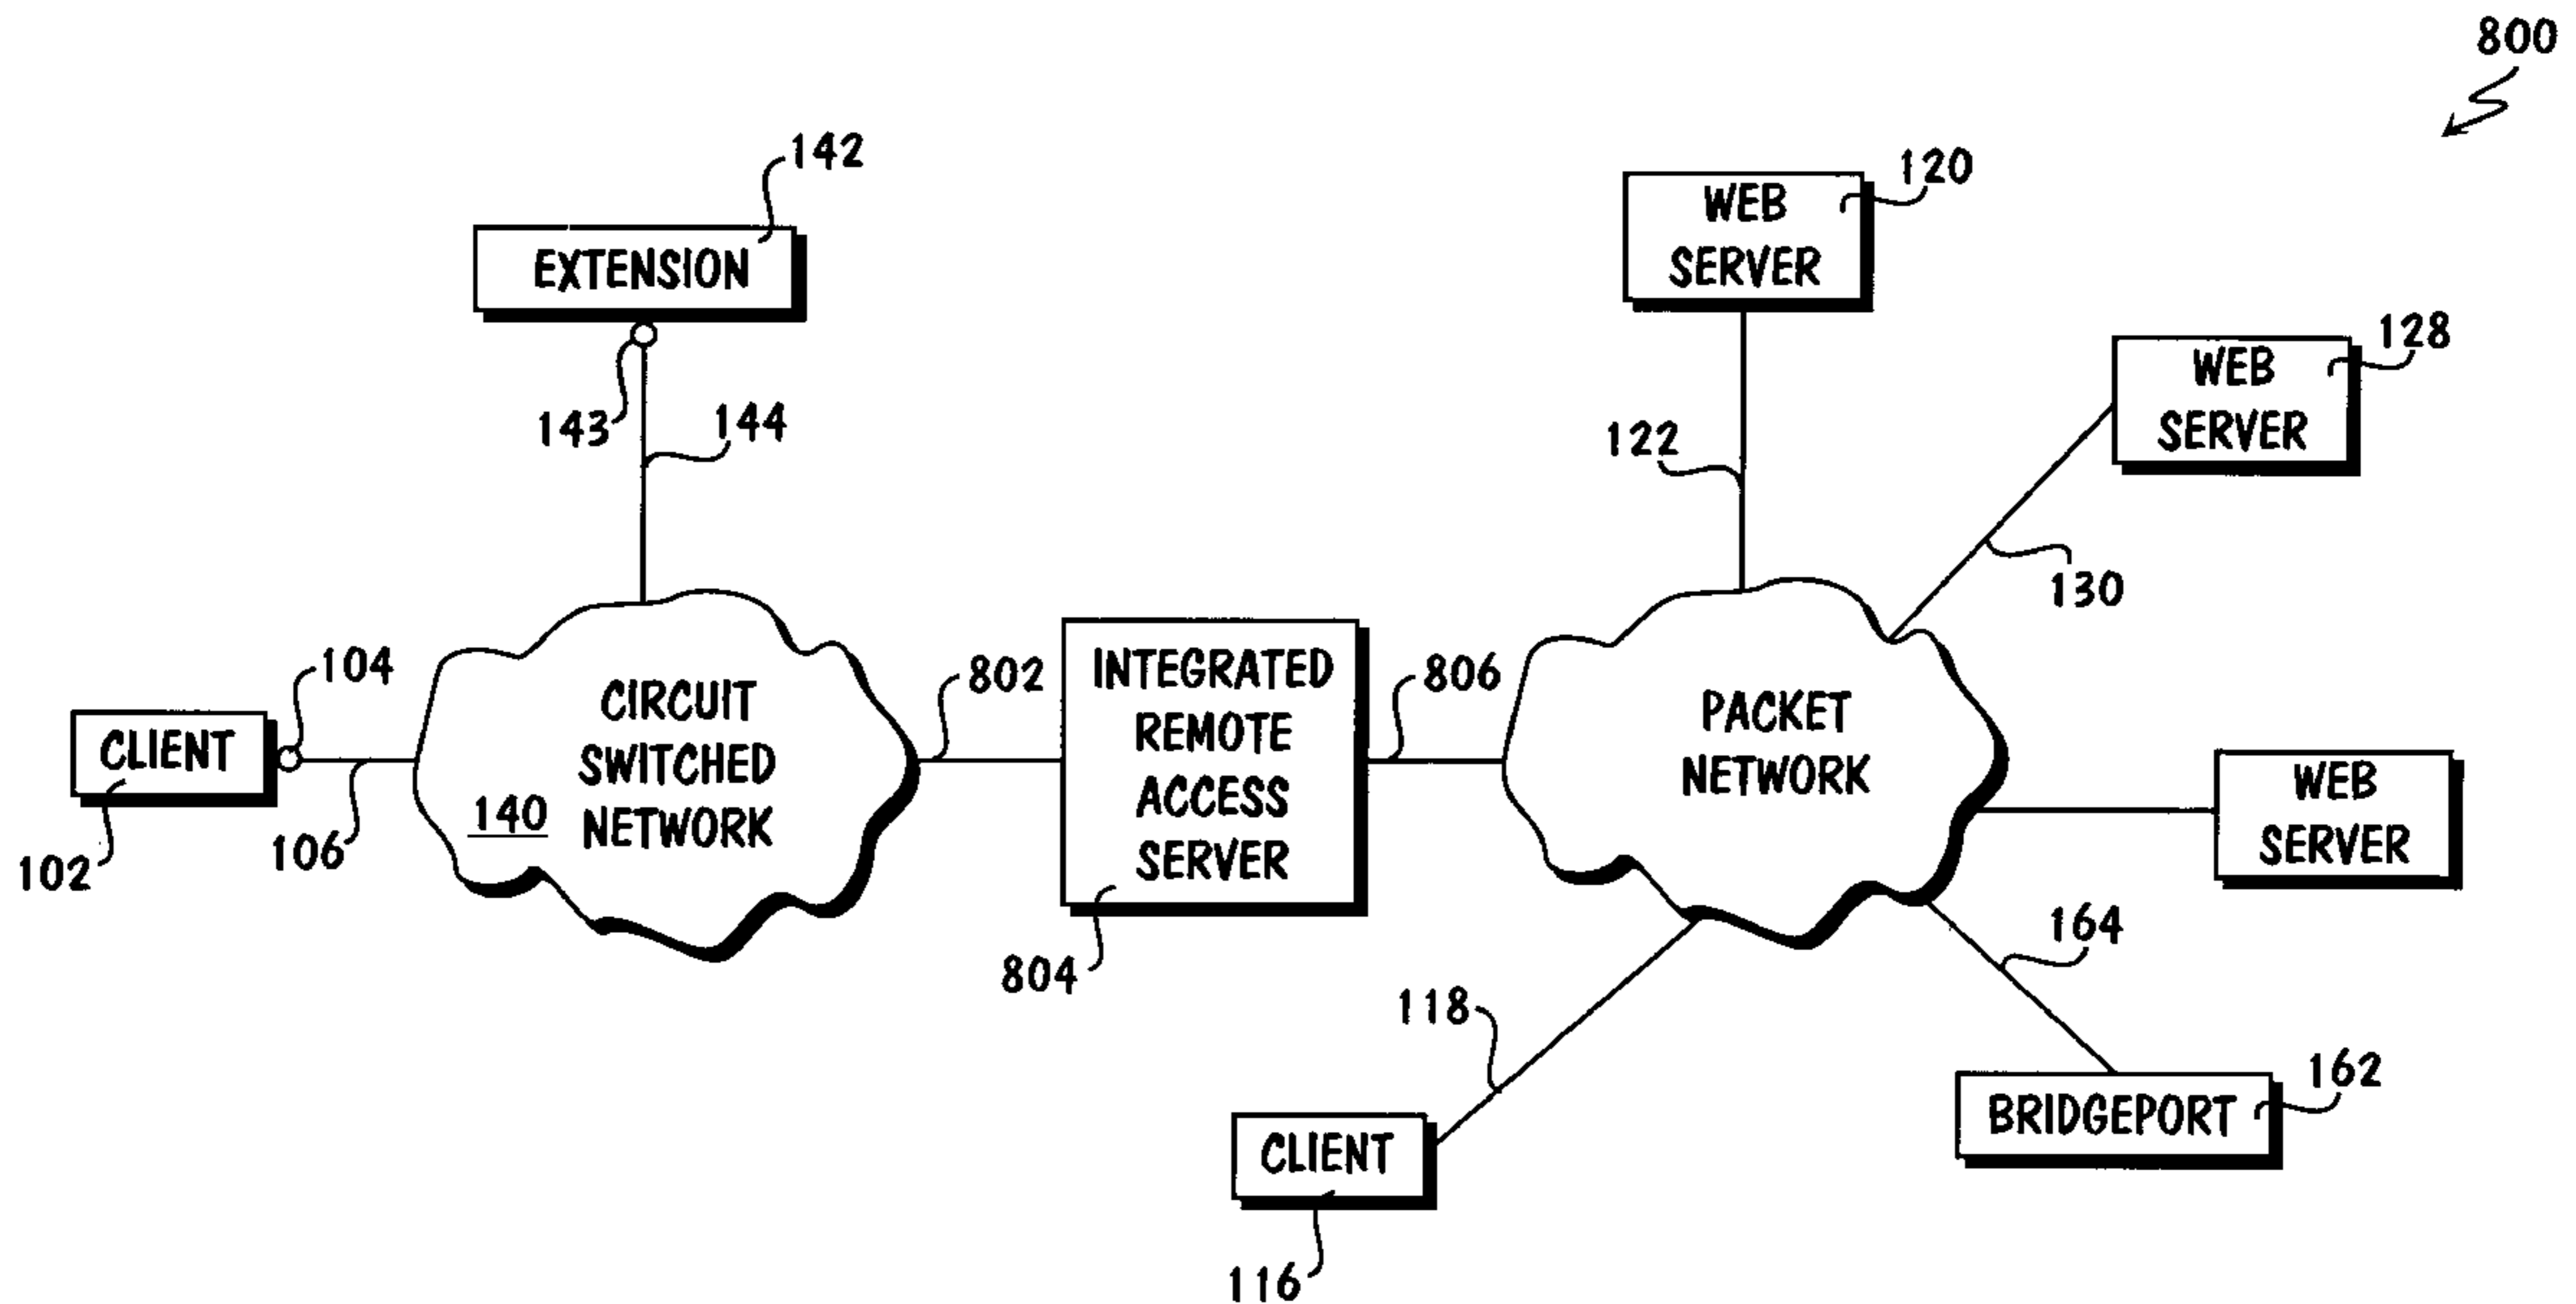 800
142
EXTENSION
143
144
120
WEB
SERVER
122
128
WEB
SERVER
130
104
CLIENT
102
106
CIRCUIT
SWITCHED
NETWORK
140
802
INTEGRATED
REMOTE
ACCESS
SERVER
804
806
PACKET
NETWORK
WEB
SERVER
164
162
BRIDGEPORT
118
CLIENT
116